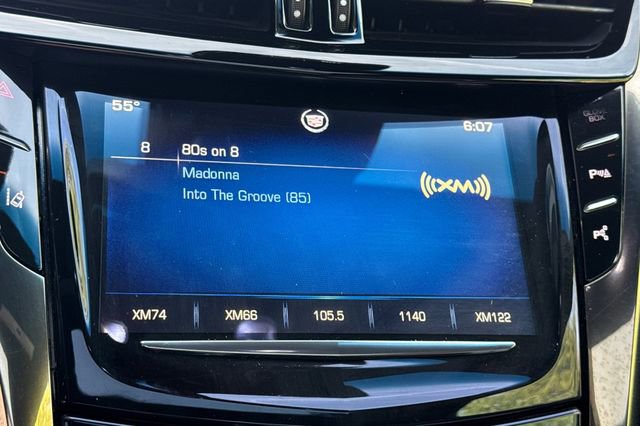 55°
6:07
8 80s on 8
Madonna
Into The Groove (85)
((XM))
XM74 XM66 105.5 1140 XM122
GLOVE
BOX
P